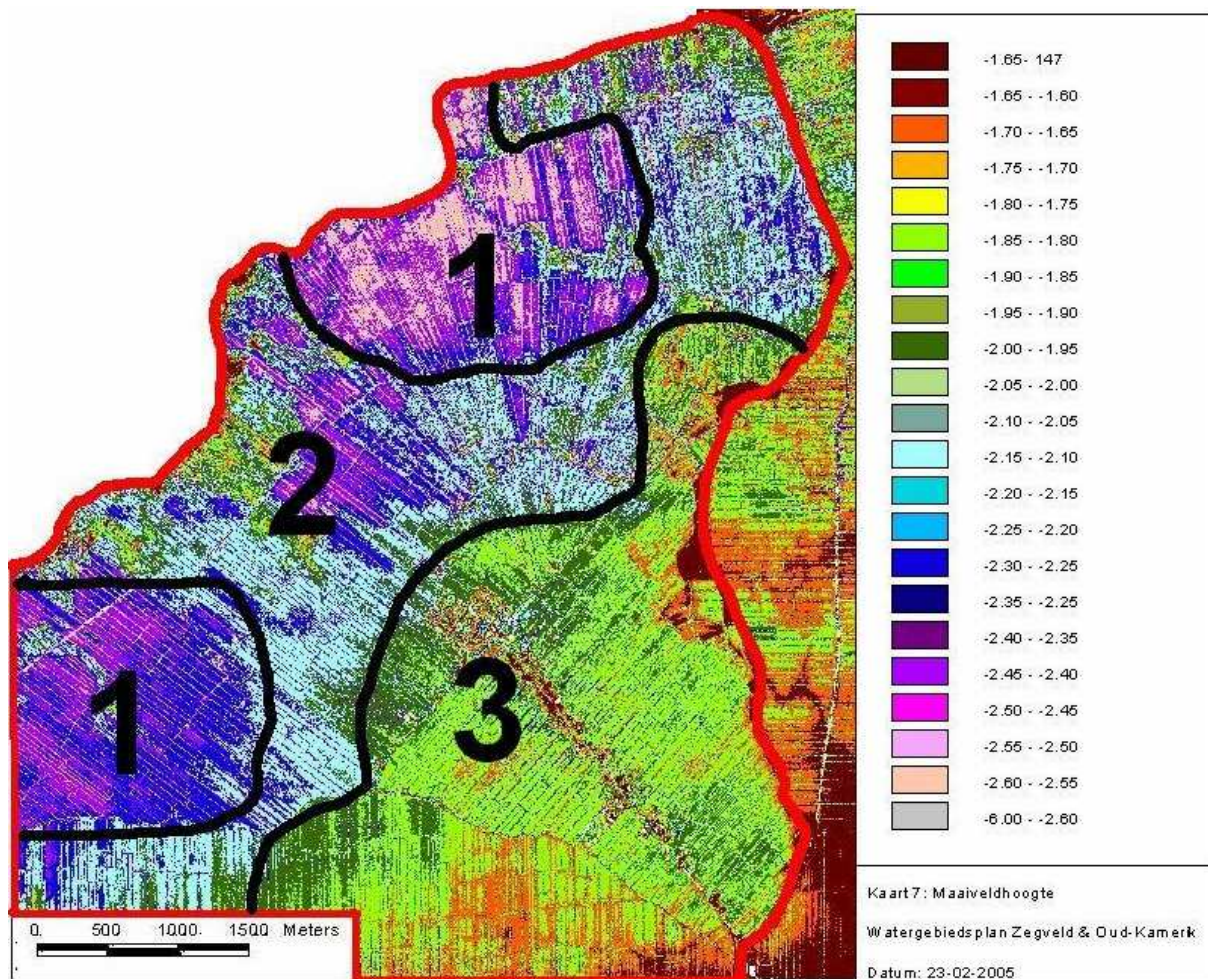 1
2
1
3
0. 500 1000. 1500 Meters
-1.65- 147
-1.65 - -1.60
-1.70 - -1.65
-1.75 - -1.70
-1.80 - -1.75
-1.85 - -1.80
-1.90 - -1.85
-1.95 - -1.90
-2.00 - -1.95
-2.05 - -2.00
-2.10 - -2.05
-2.15 - -2.10
-2.20 - -2.15
-2.25 - -2.20
-2.30 - -2.25
-2.35 - -2.25
-2.40 - -2.35
-2.45 - -2.40
-2.50 - -2.45
-2.55 - -2.50
-2.60 - -2.55
-6.00 - -2.60
Kaart 7: Maaiveldhoogte
Watergebiedsplan Zegveld & Oud-Kamerik
Datum: 23-02-2005